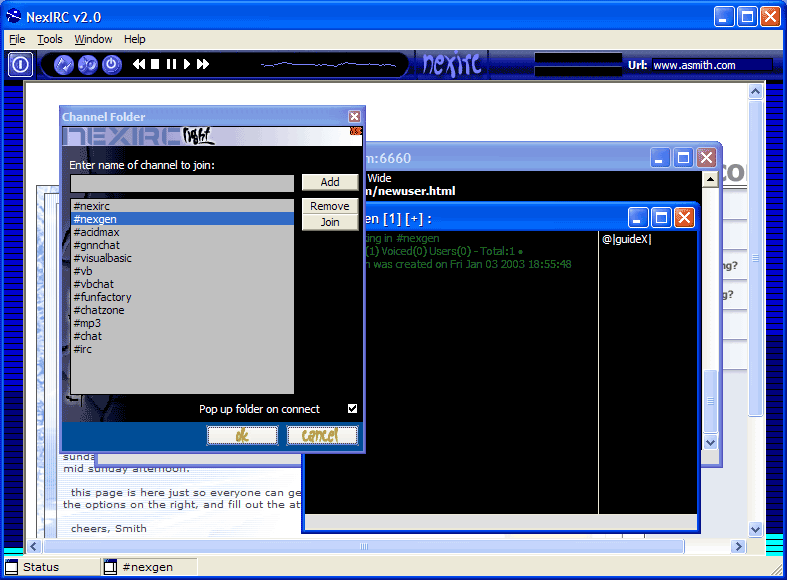 NexIRC v2.0
File Tools Window Help
nexirc
Url: www.asmith.com
Channel Folder
NEXIRC light
Enter name of channel to join:
Add
Remove
Join
#nexirc
#nexgen
#acidmax
#gnnchat
#visualbasic
#vb
#vbchat
#funfactory
#chatzone
#mp3
#chat
#irc
Pop up folder on connect
ok cancel
m:6660
Wide
m/newuser.html
en [1] [+] :
king in #nexgen
(1) Voiced(0) Users(0) - Total:1 •
n was created on Fri Jan 03 2003 18:55:48
@|guideX|
co
ng?
g?
sunda
mid sunday afternoon.
this page is here just so everyone can ge
the options on the right, and fill out the at
cheers, Smith
Status #nexgen